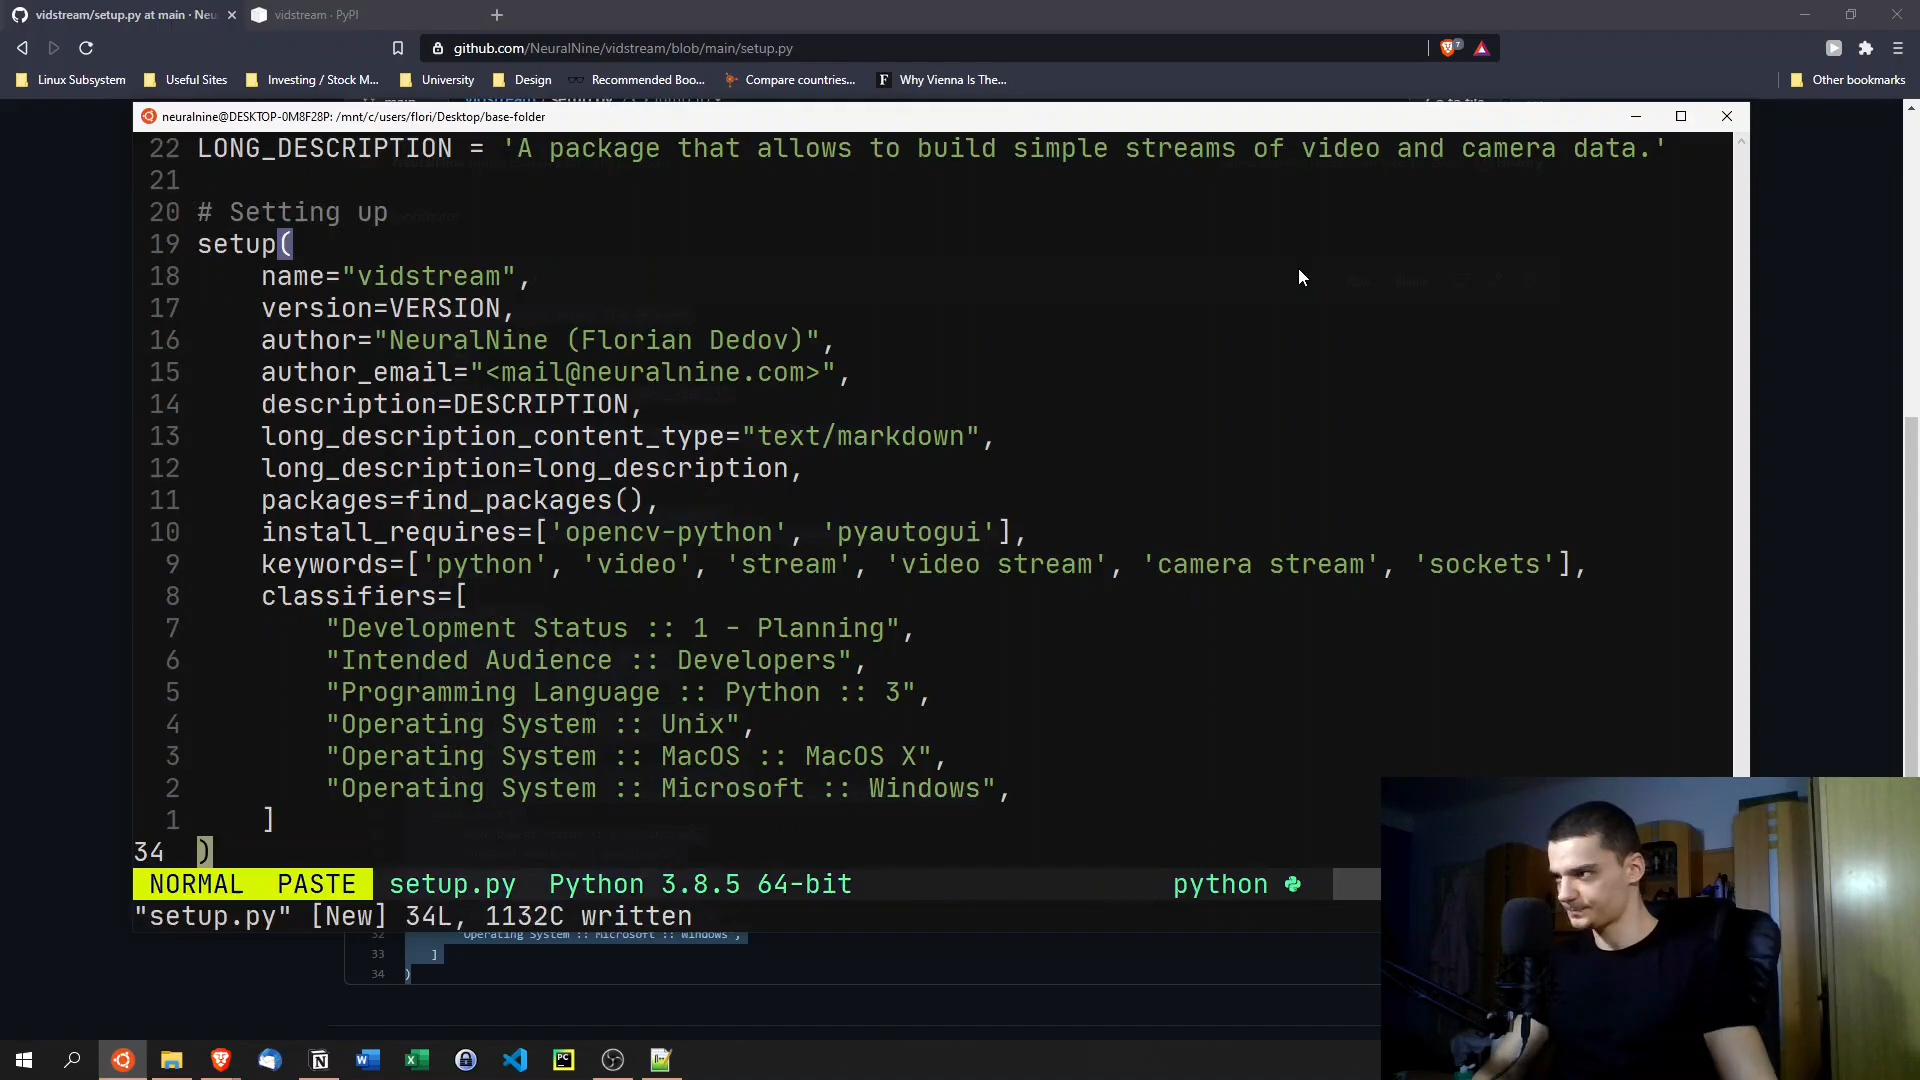 vidstream/setup.py at main · Neu
vidstream · PyPI
github.com/NeuralNine/vidstream/blob/main/setup.py
7
Linux Subsystem
Useful Sites
Investing / Stock M...
University
Design
Recommended Boo...
Compare countries...
Why Vienna Is The...
Other bookmarks
neuralnine@DESKTOP-0M8F28P: /mnt/c/users/flori/Desktop/base-folder
22 LONG_DESCRIPTION = 'A package that allows to build simple streams of video and camera data.'
21
20 # Setting up
19 setup(
18 name="vidstream",
17 version=VERSION,
16 author="NeuralNine (Florian Dedov)",
15 author_email="<mail@neuralnine.com>",
14 description=DESCRIPTION,
13 long_description_content_type="text/markdown",
12 long_description=long_description,
11 packages=find_packages(),
10 install_requires=['opencv-python', 'pyautogui'],
9 keywords=['python', 'video', 'stream', 'video stream', 'camera stream', 'sockets'],
8 classifiers=[
7 "Development Status :: 1 - Planning",
6 "Intended Audience :: Developers",
5 "Programming Language :: Python :: 3",
4 "Operating System :: Unix",
3 "Operating System :: MacOS :: MacOS X",
2 "Operating System :: Microsoft :: Windows",
1 ]
34 )
NORMAL PASTE setup.py Python 3.8.5 64-bit python
"setup.py" [New] 34L, 1132C written
32 "Operating System :: Microsoft :: Windows",
33 ]
34 )